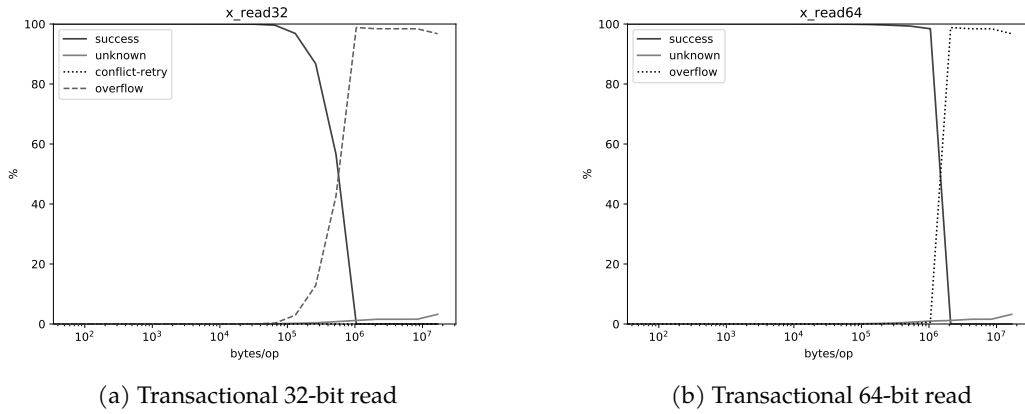 x_read32
100
80
60
40
20
0
%
success
unknown
conflict-retry
overflow
10² 10³ 10⁴ 10⁵ 10⁶ 10⁷
bytes/op
(a) Transactional 32-bit read
x_read64
100
80
60
40
20
0
%
success
unknown
overflow
10² 10³ 10⁴ 10⁵ 10⁶ 10⁷
bytes/op
(b) Transactional 64-bit read